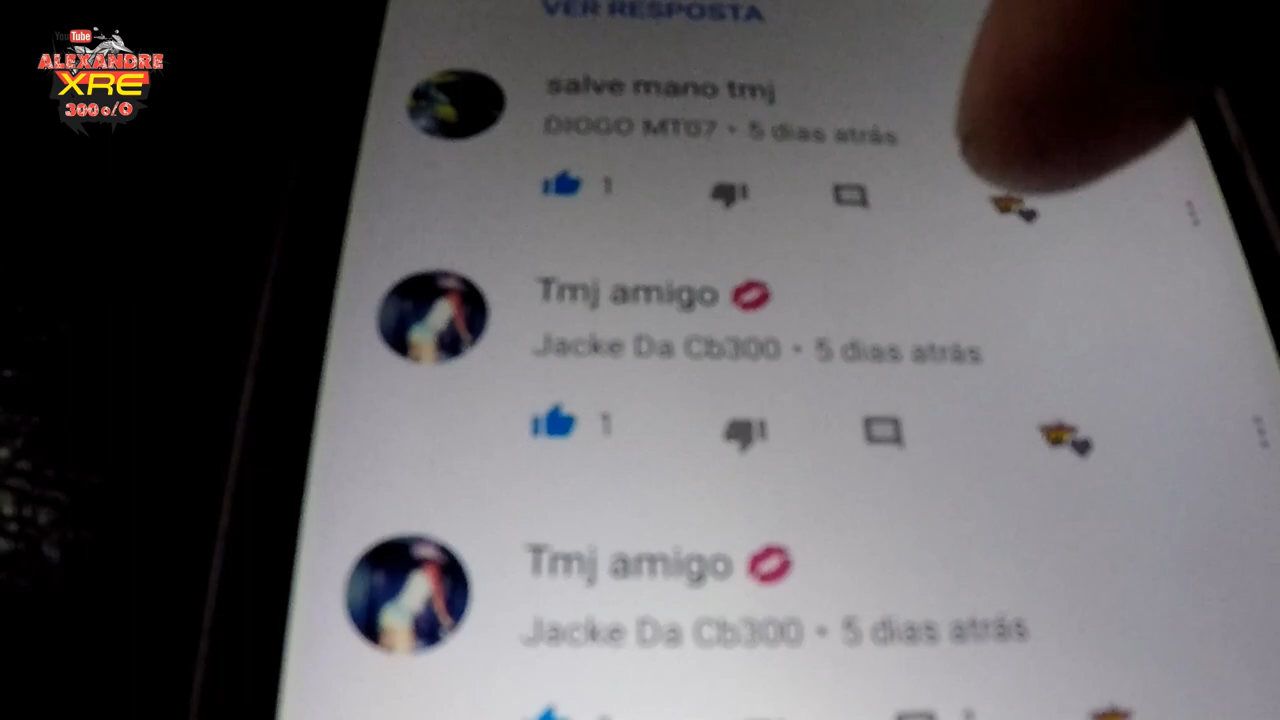 YouTube
ALEXANDRE
XRE
300 o/o
VER RESPOSTA
salve mano tmj
DIOGO MT07 • 5 dias atrás
1
Tmj amigo 💋
Jacke Da Cb300 • 5 dias atrás
1
Tmj amigo 💋
Jacke Da Cb300 • 5 dias atrás